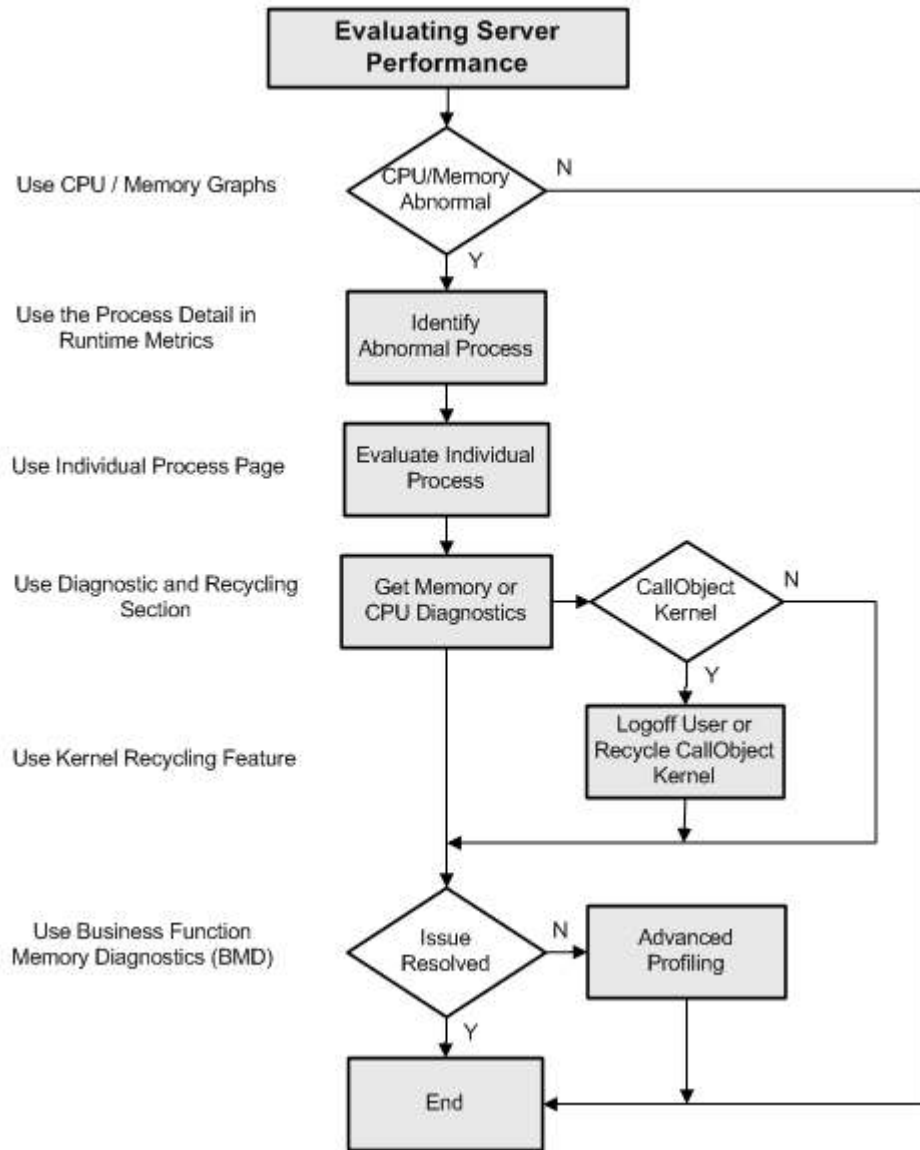 Evaluating Server
Performance
Use CPU / Memory Graphs
CPU/Memory
Abnormal
N
Y
Use the Process Detail in
Runtime Metrics
Identify
Abnormal Process
Use Individual Process Page
Evaluate Individual
Process
Use Diagnostic and Recycling
Section
Get Memory or
CPU Diagnostics
CallObject
Kernel
N
Y
Use Kernel Recycling Feature
Logoff User or
Recycle CallObject
Kernel
Use Business Function
Memory Diagnostics (BMD)
Issue
Resolved
N
Advanced
Profiling
Y
End